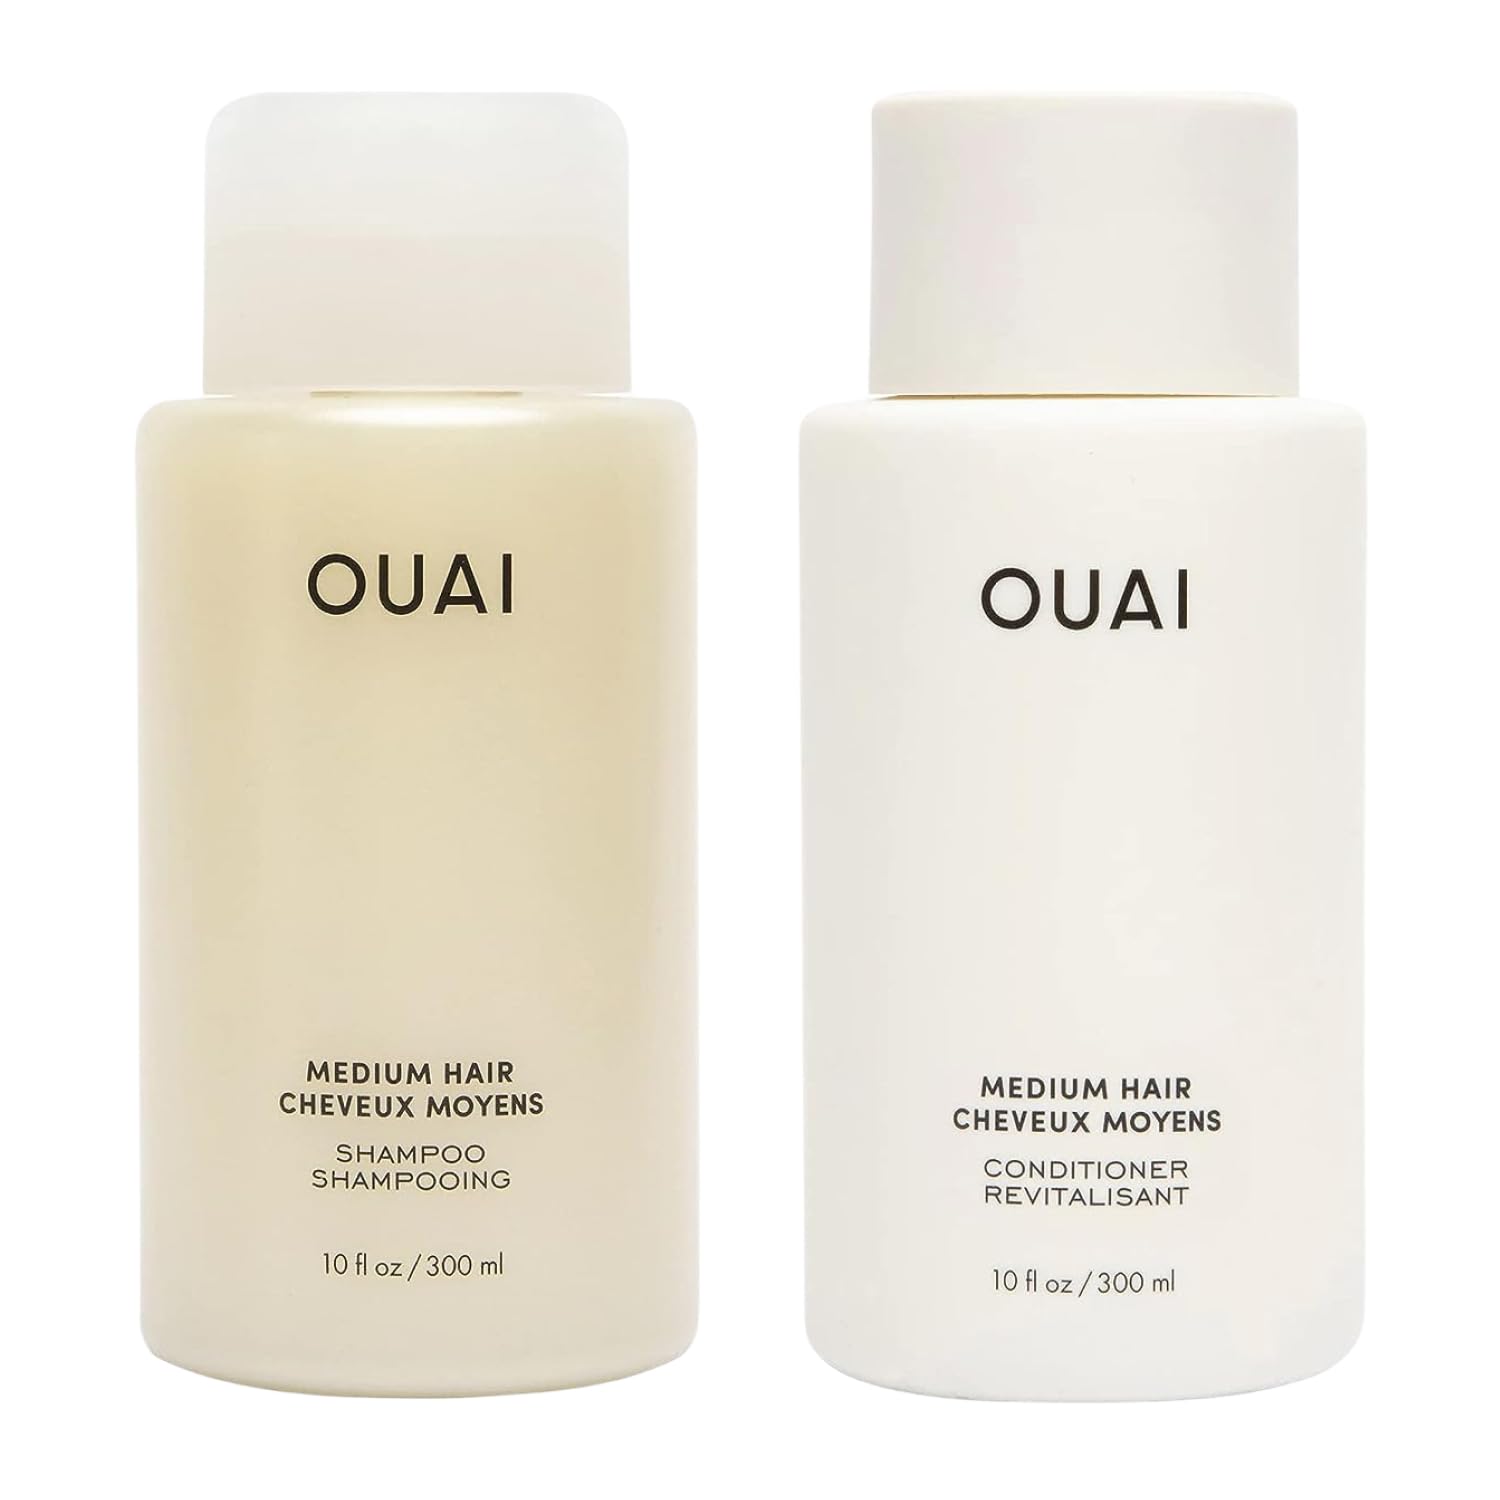 OUAI
MEDIUM HAIR
CHEVEUX MOYENS
SHAMPOO
SHAMPOOING
10 fl oz / 300 ml
OUAI
MEDIUM HAIR
CHEVEUX MOYENS
CONDITIONER
REVITALISANT
10 fl oz / 300 ml